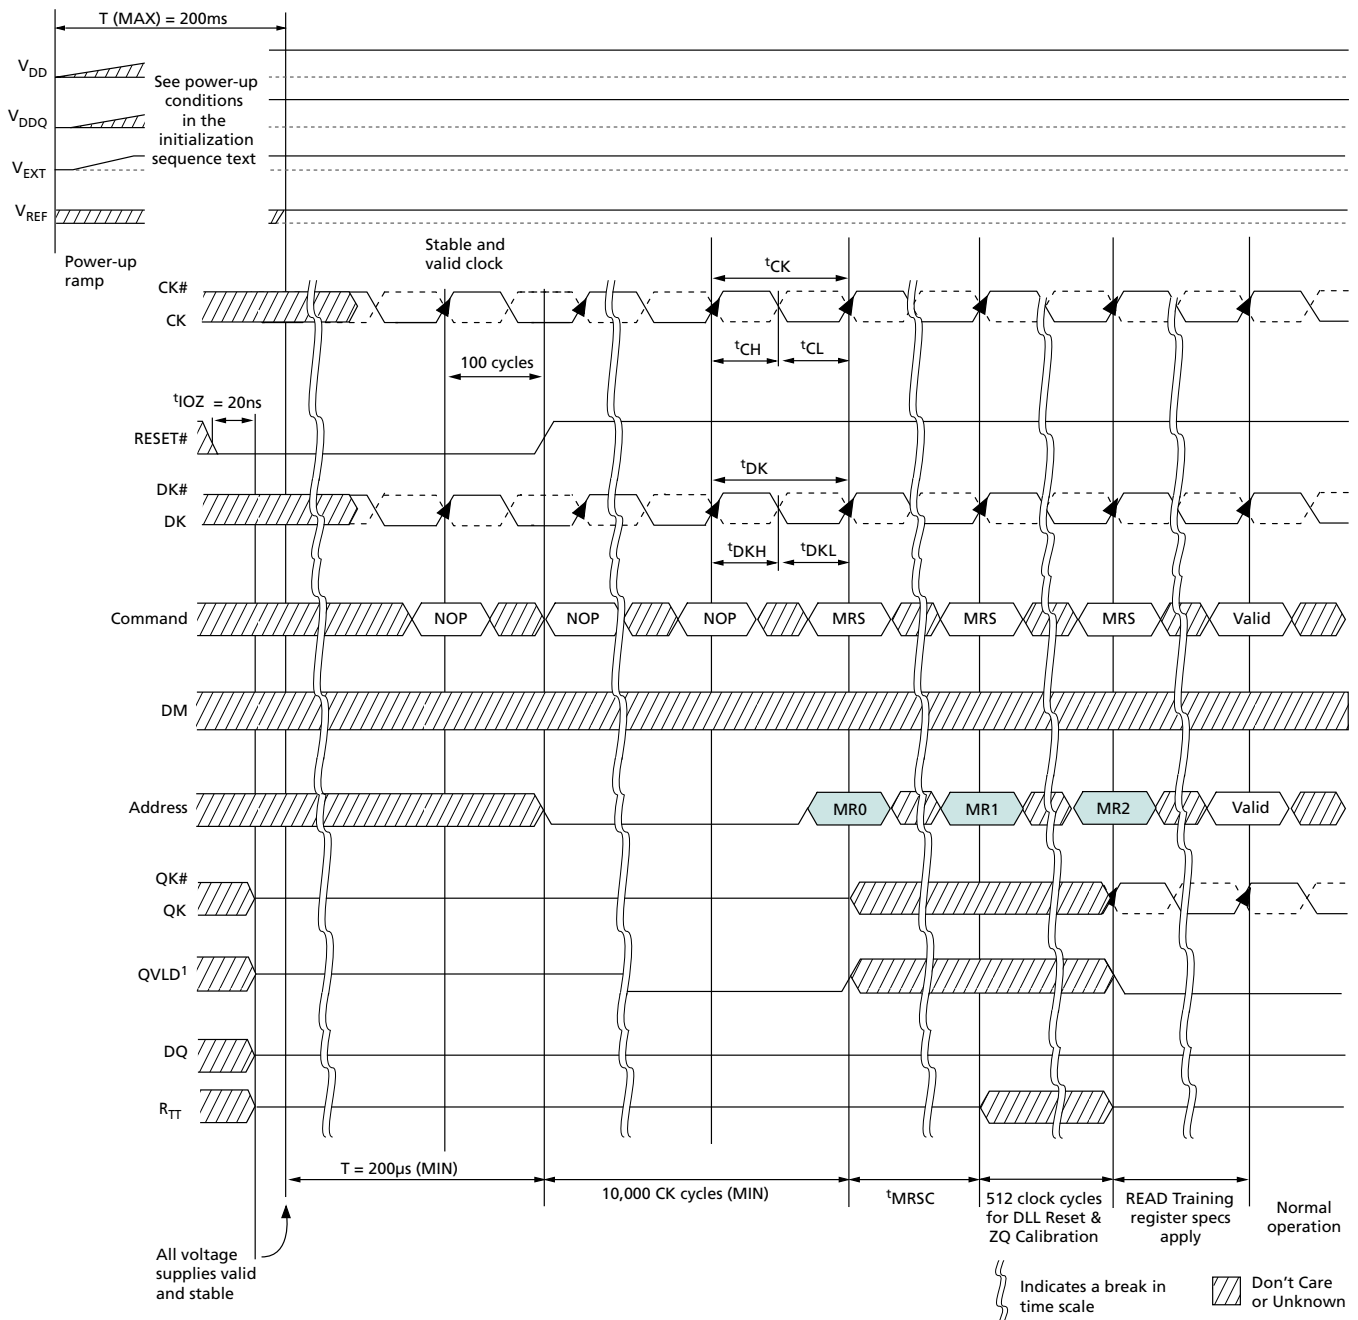 T (MAX) = 200ms
VDD
See power-up
conditions
in the
initialization
sequence text
VDDQ
VEXT
VREF
Power-up
ramp
Stable and
valid clock
tCK
CK#
CK
tCH
tCL
100 cycles
tIOZ = 20ns
RESET#
tDK
DK#
DK
tDKH
tDKL
Command
NOP
NOP
NOP
MRS
MRS
MRS
Valid
DM
Address
MR0
MR1
MR2
Valid
QK#
QK
QVLD1
DQ
RTT
T = 200µs (MIN)
10,000 CK cycles (MIN)
tMRSC
512 clock cycles
for DLL Reset &
ZQ Calibration
READ Training
register specs
apply
Normal
operation
All voltage
supplies valid
and stable
Indicates a break in
time scale
Don't Care
or Unknown